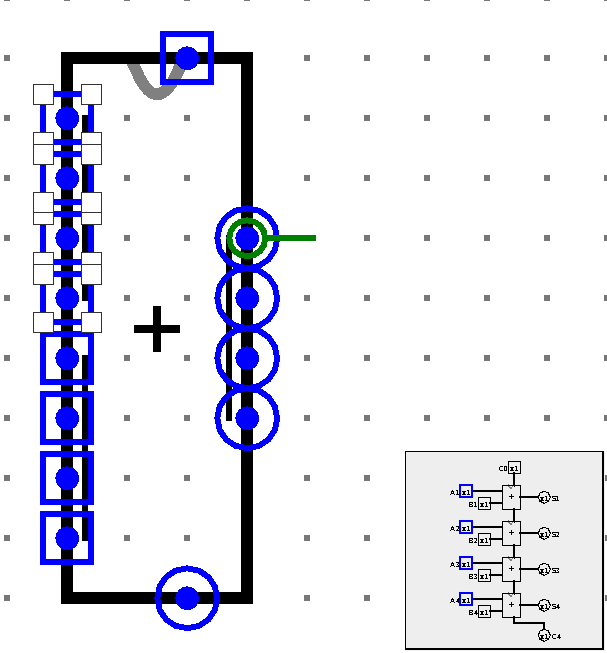 +
C0 x1
A1 x1 + x1 S1
B1 x1
A2 x1 + x1 S2
B2 x1
A3 x1 + x1 S3
B3 x1
A4 x1 + x1 S4
B4 x1
x1 C4